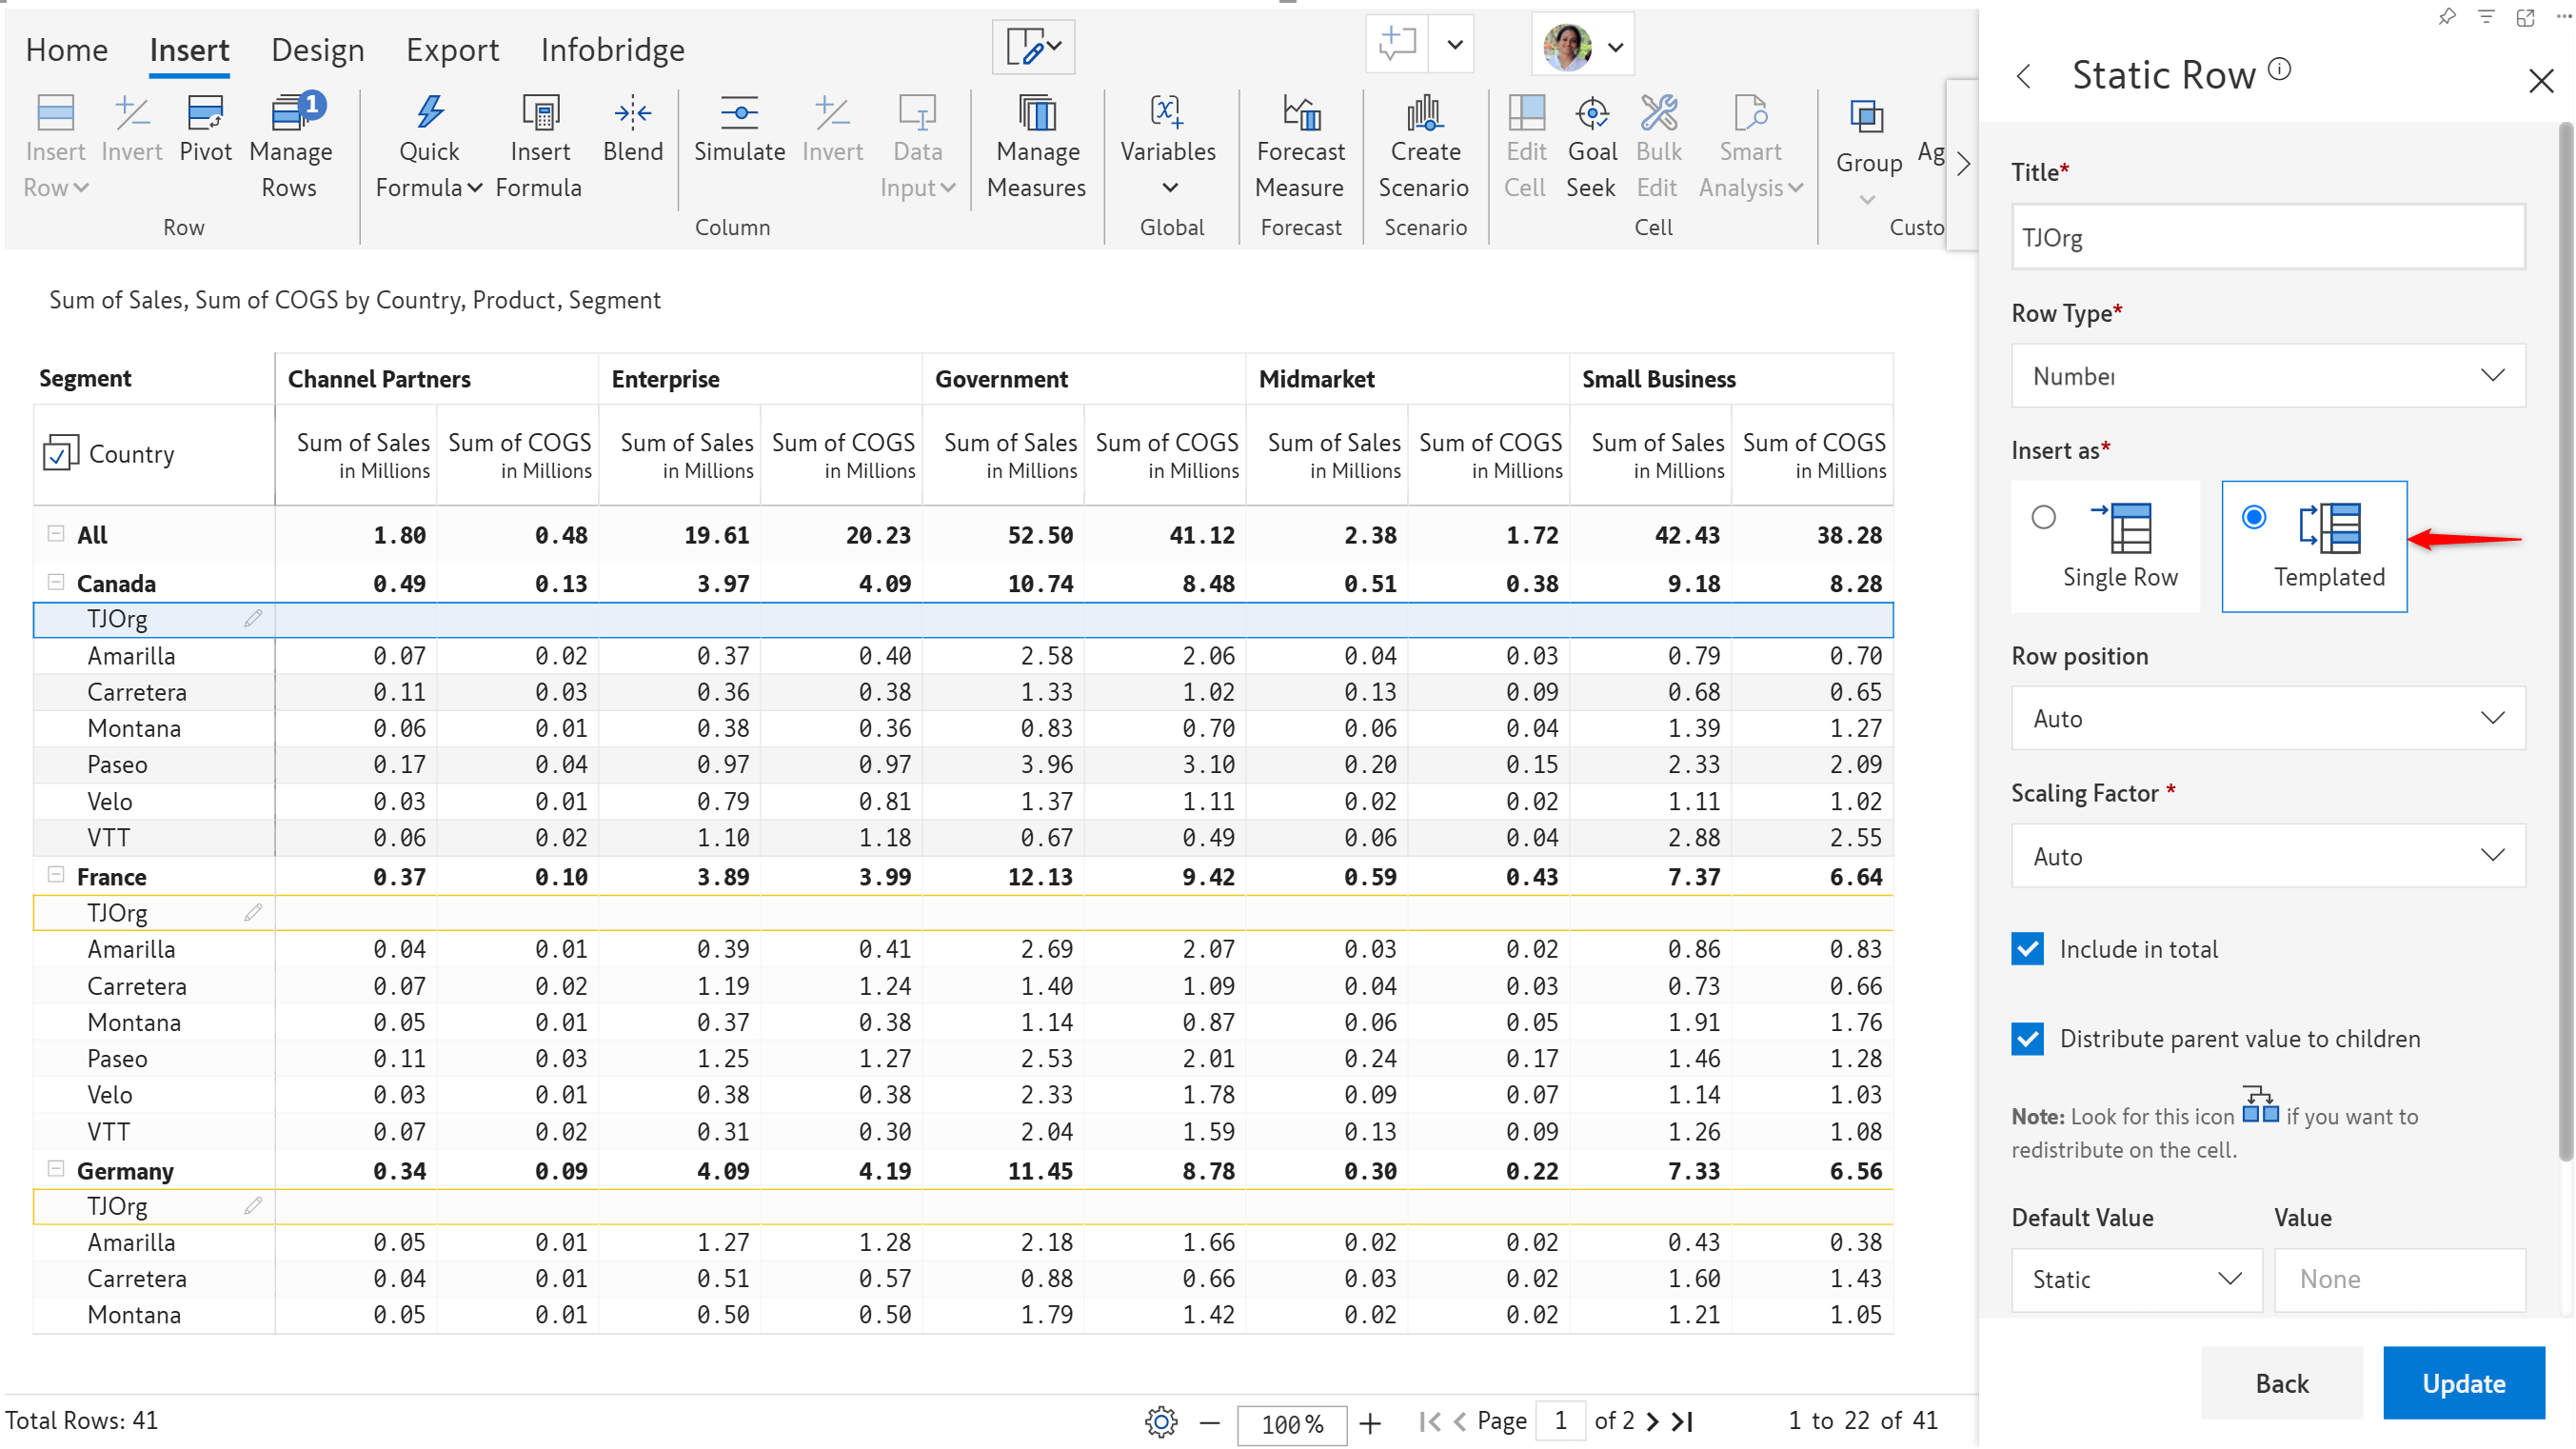 Home Insert Design Export Infobridge
Insert Row Invert Pivot Manage Rows 1 Quick Formula Insert Formula Blend Simulate Invert Data Input Manage Measures Variables Forecast Measure Create Scenario Edit Cell Goal Seek Bulk Edit Smart Analysis Group Ag
Row Column Global Forecast Scenario Cell Custo
Sum of Sales, Sum of COGS by Country, Product, Segment
Segment Channel Partners Enterprise Government Midmarket Small Business
Country Sum of Sales in Millions Sum of COGS in Millions Sum of Sales in Millions Sum of COGS in Millions Sum of Sales in Millions Sum of COGS in Millions Sum of Sales in Millions Sum of COGS in Millions Sum of Sales in Millions Sum of COGS in Millions
All 1.80 0.48 19.61 20.23 52.50 41.12 2.38 1.72 42.43 38.28
Canada 0.49 0.13 3.97 4.09 10.74 8.48 0.51 0.38 9.18 8.28
TJOrg
Amarilla 0.07 0.02 0.37 0.40 2.58 2.06 0.04 0.03 0.79 0.70
Carretera 0.11 0.03 0.36 0.38 1.33 1.02 0.13 0.09 0.68 0.65
Montana 0.06 0.01 0.38 0.36 0.83 0.70 0.06 0.04 1.39 1.27
Paseo 0.17 0.04 0.97 0.97 3.96 3.10 0.20 0.15 2.33 2.09
Velo 0.03 0.01 0.79 0.81 1.37 1.11 0.02 0.02 1.11 1.02
VTT 0.06 0.02 1.10 1.18 0.67 0.49 0.06 0.04 2.88 2.55
France 0.37 0.10 3.89 3.99 12.13 9.42 0.59 0.43 7.37 6.64
TJOrg
Amarilla 0.04 0.01 0.39 0.41 2.69 2.07 0.03 0.02 0.86 0.83
Carretera 0.07 0.02 1.19 1.24 1.40 1.09 0.04 0.03 0.73 0.66
Montana 0.05 0.01 0.37 0.38 1.14 0.87 0.06 0.05 1.91 1.76
Paseo 0.11 0.03 1.25 1.27 2.53 2.01 0.24 0.17 1.46 1.28
Velo 0.03 0.01 0.38 0.38 2.33 1.78 0.09 0.07 1.14 1.03
VTT 0.07 0.02 0.31 0.30 2.04 1.59 0.13 0.09 1.26 1.08
Germany 0.34 0.09 4.09 4.19 11.45 8.78 0.30 0.22 7.33 6.56
TJOrg
Amarilla 0.05 0.01 1.27 1.28 2.18 1.66 0.02 0.02 0.43 0.38
Carretera 0.04 0.01 0.51 0.57 0.88 0.66 0.03 0.02 1.60 1.43
Montana 0.05 0.01 0.50 0.50 1.79 1.42 0.02 0.02 1.21 1.05
Total Rows: 41 100% Page 1 of 2 1 to 22 of 41
Static Row
Title*
TJOrg
Row Type*
Number
Insert as*
Single Row Templated
Row position
Auto
Scaling Factor *
Auto
Include in total
Distribute parent value to children
Note: Look for this icon if you want to
redistribute on the cell.
Default Value Value
Static None
Back Update